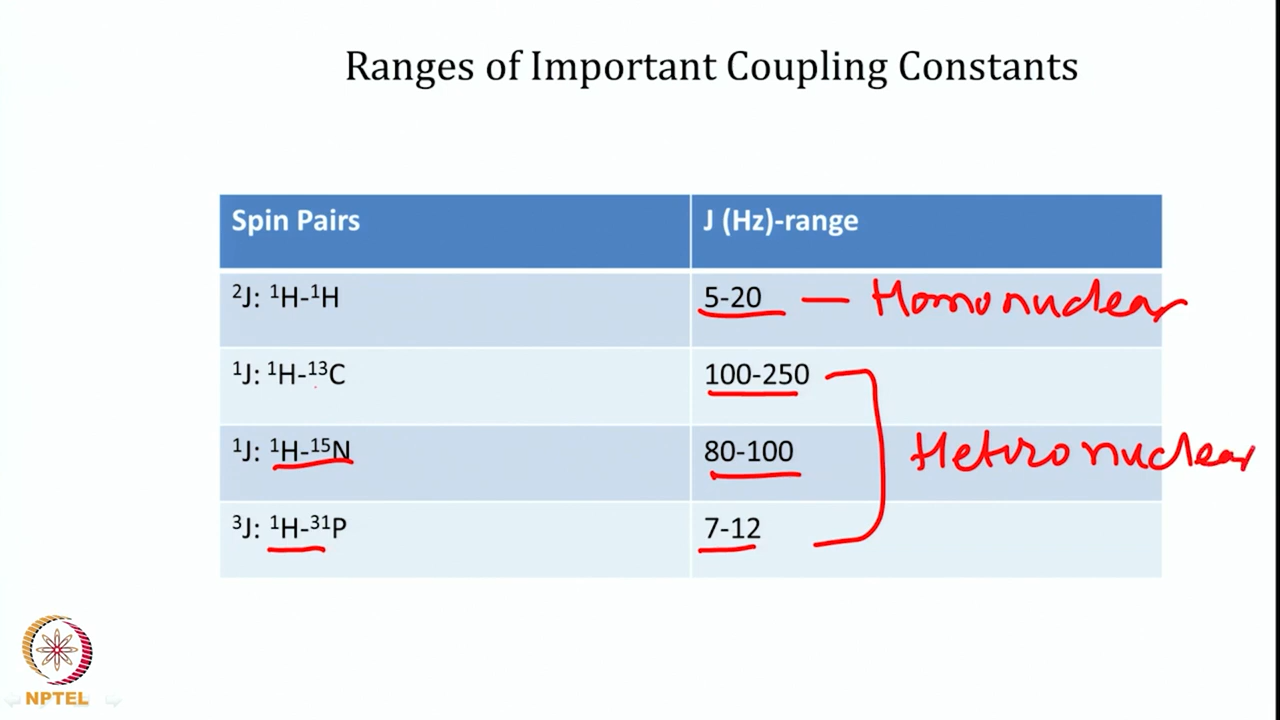 Ranges of Important Coupling Constants
Spin Pairs J (Hz)-range
²J: ¹H-¹H 5-20 — Homonuclear
¹J: ¹H-¹³C 100-250
¹J: ¹H-¹⁵N 80-100 Heteronuclear
³J: ¹H-³¹P 7-12
NPTEL